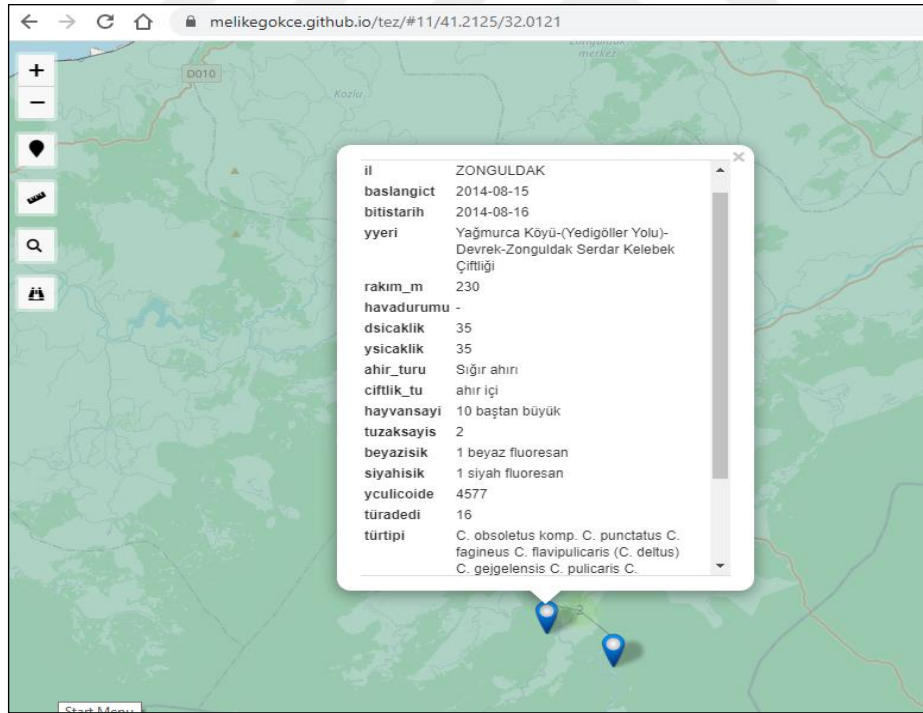 melikegokce.github.io/tez/#11/41.2125/32.0121
+
−
D010
Kozlu
Zonguldak
merkez
×
il ZONGULDAK
baslangict 2014-08-15
bitistarih 2014-08-16
yyeri Yağmurca Köyü-(Yedigöller Yolu)-
Devrek-Zonguldak Serdar Kelebek
Çiftliği
rakım_m 230
havadurumu -
dsicaklik 35
ysicaklik 35
ahir_turu Sığır ahırı
ciftlik_tu ahır içi
hayvansayi 10 baştan büyük
tuzaksayis 2
beyazisik 1 beyaz fluoresan
siyahisik 1 siyah fluoresan
yculicoide 4577
türadedi 16
türtipi C. obsoletus komp. C. punctatus C.
fagineus C. flavipulicaris (C. deltus)
C. gejgelensis C. pulicaris C.
2
Start Menu